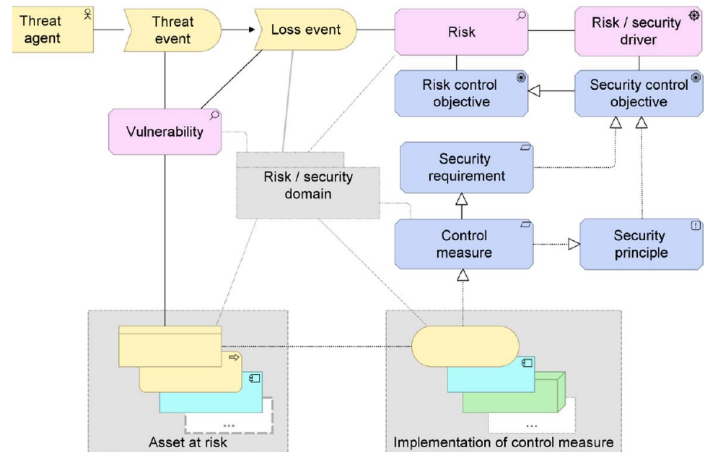 Threat
agent
Threat
event
Loss event
Risk
Risk / security
driver
Risk control
objective
Security control
objective
Vulnerability
Risk / security
domain
Security
requirement
Control
measure
Security
principle
...
Asset at risk
...
Implementation of control measure